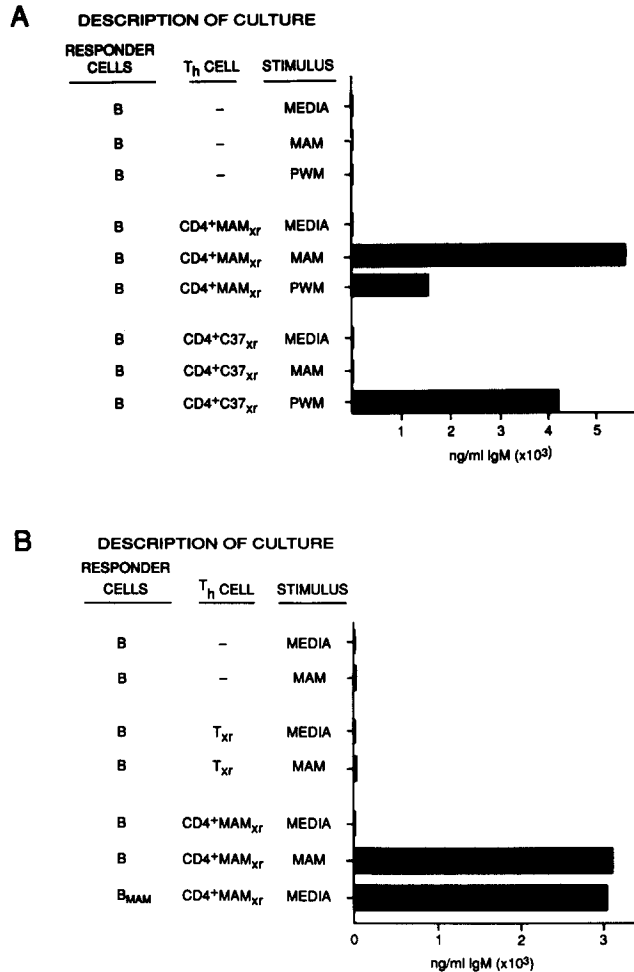 A DESCRIPTION OF CULTURE
RESPONDER
CELLS Th CELL STIMULUS
B – MEDIA
B – MAM
B – PWM
B CD4+MAMxr MEDIA
B CD4+MAMxr MAM
B CD4+MAMxr PWM
B CD4+C37xr MEDIA
B CD4+C37xr MAM
B CD4+C37xr PWM
1 2 3 4 5
ng/ml IgM (x10³)
B DESCRIPTION OF CULTURE
RESPONDER
CELLS Th CELL STIMULUS
B – MEDIA
B – MAM
B Txr MEDIA
B Txr MAM
B CD4+MAMxr MEDIA
B CD4+MAMxr MAM
BMAM CD4+MAMxr MEDIA
0 1 2 3
ng/ml IgM (x10³)